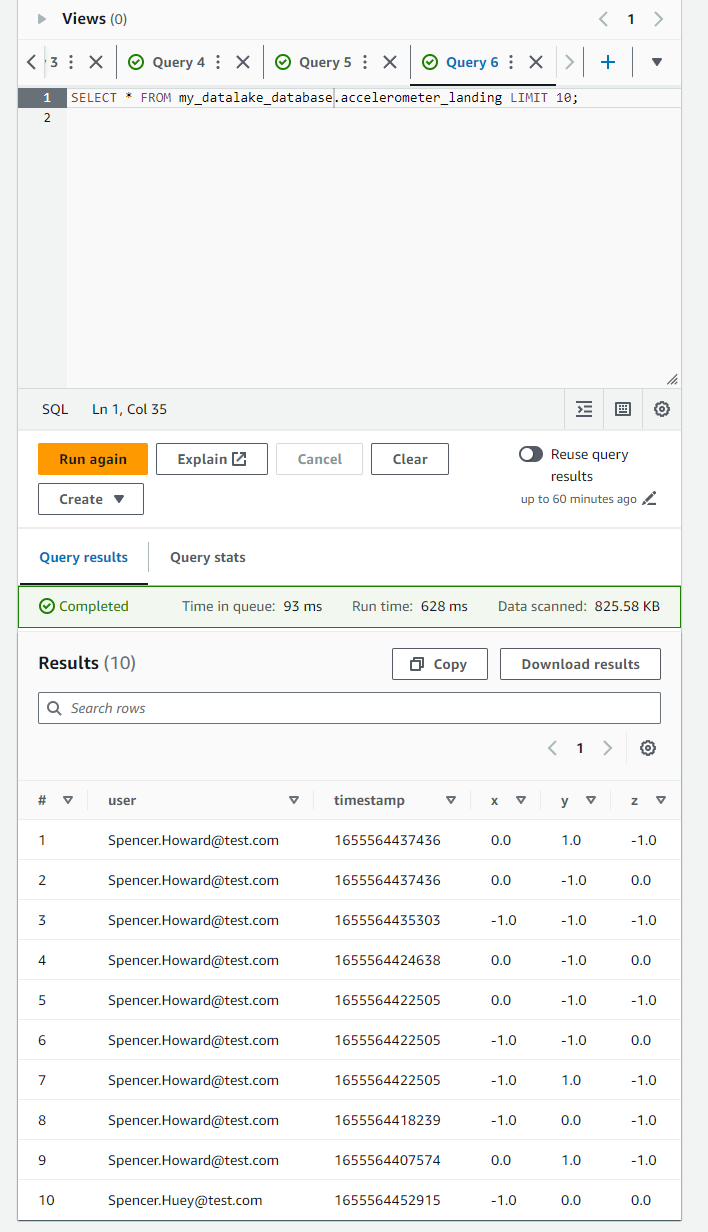 Views (0) 1
3 Query 4 Query 5 Query 6
1 SELECT * FROM my_datalake_database.accelerometer_landing LIMIT 10;
2
SQL Ln 1, Col 35
Run again Explain Cancel Clear Reuse query
results
Create up to 60 minutes ago
Query results Query stats
Completed Time in queue: 93 ms Run time: 628 ms Data scanned: 825.58 KB
Results (10) Copy Download results
Search rows
1
# user timestamp x y z
1 Spencer.Howard@test.com 1655564437436 0.0 1.0 -1.0
2 Spencer.Howard@test.com 1655564437436 0.0 -1.0 0.0
3 Spencer.Howard@test.com 1655564435303 -1.0 -1.0 -1.0
4 Spencer.Howard@test.com 1655564424638 0.0 -1.0 0.0
5 Spencer.Howard@test.com 1655564422505 0.0 -1.0 -1.0
6 Spencer.Howard@test.com 1655564422505 -1.0 -1.0 0.0
7 Spencer.Howard@test.com 1655564422505 -1.0 1.0 -1.0
8 Spencer.Howard@test.com 1655564418239 -1.0 0.0 -1.0
9 Spencer.Howard@test.com 1655564407574 0.0 1.0 -1.0
10 Spencer.Huey@test.com 1655564452915 -1.0 0.0 0.0